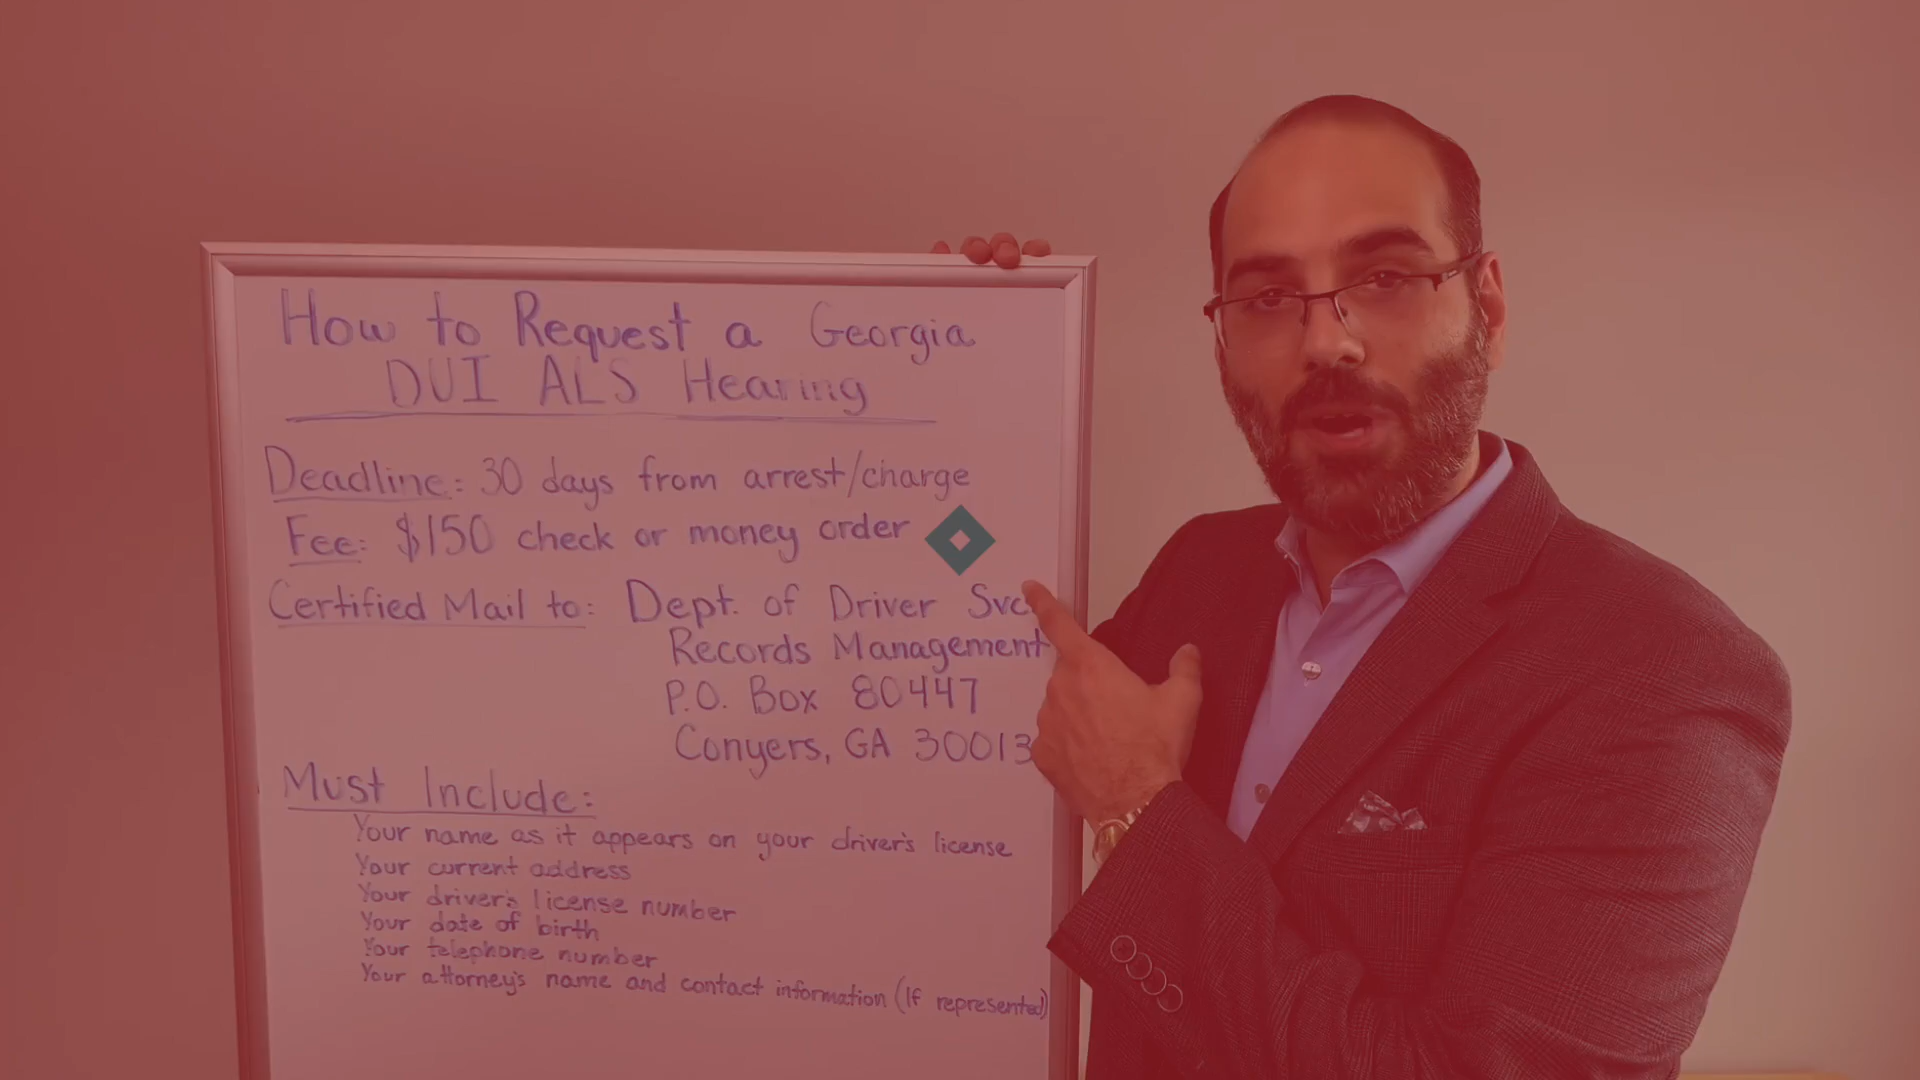 How to Request a Georgia
DUI ALS Hearing
Deadline: 30 days from arrest/charge
Fee: $150 check or money order
Certified Mail to: Dept. of Driver Svc
Records Management
P.O. Box 80447
Conyers, GA 30013
Must Include:
Your name as it appears on your driver's license
Your current address
Your driver's license number
Your date of birth
Your telephone number
Your attorney's name and contact information (If represented)